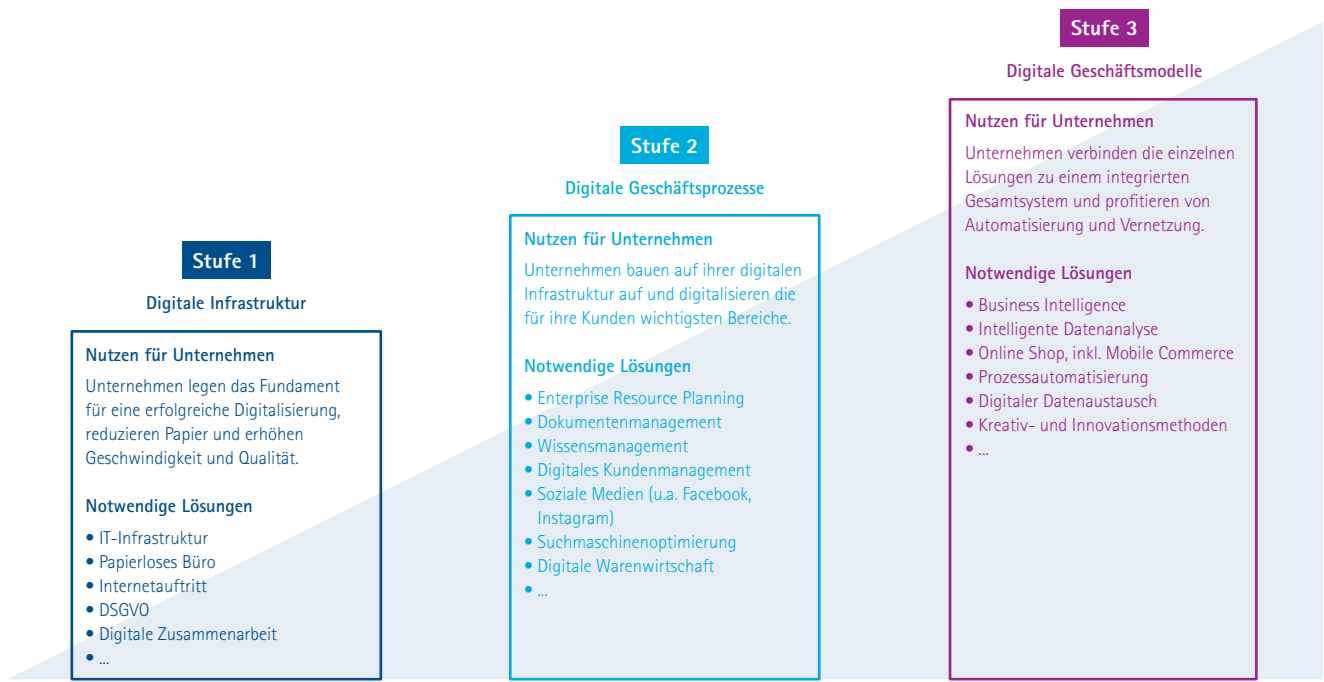 Stufe 1
Digitale Infrastruktur
Nutzen für Unternehmen
Unternehmen legen das Fundament
für eine erfolgreiche Digitalisierung,
reduzieren Papier und erhöhen
Geschwindigkeit und Qualität.
Notwendige Lösungen
• IT-Infrastruktur
• Papierloses Büro
• Internetauftritt
• DSGVO
• Digitale Zusammenarbeit
• ...
Stufe 2
Digitale Geschäftsprozesse
Nutzen für Unternehmen
Unternehmen bauen auf ihrer digitalen
Infrastruktur auf und digitalisieren die
für ihre Kunden wichtigsten Bereiche.
Notwendige Lösungen
• Enterprise Resource Planning
• Dokumentenmanagement
• Wissensmanagement
• Digitales Kundenmanagement
• Soziale Medien (u.a. Facebook,
Instagram)
• Suchmaschinenoptimierung
• Digitale Warenwirtschaft
• ...
Stufe 3
Digitale Geschäftsmodelle
Nutzen für Unternehmen
Unternehmen verbinden die einzelnen
Lösungen zu einem integrierten
Gesamtsystem und profitieren von
Automatisierung und Vernetzung.
Notwendige Lösungen
• Business Intelligence
• Intelligente Datenanalyse
• Online Shop, inkl. Mobile Commerce
• Prozessautomatisierung
• Digitaler Datenaustausch
• Kreativ- und Innovationsmethoden
• ...